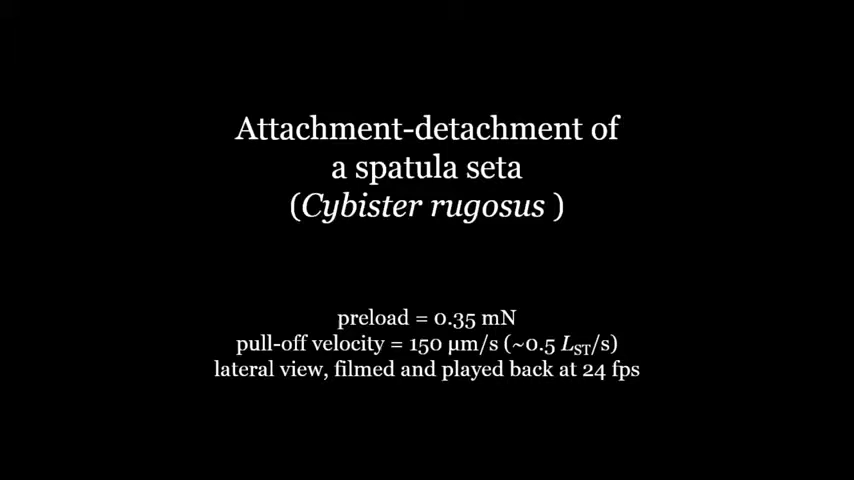 Attachment-detachment of
a spatula seta
(Cybister rugosus )
preload = 0.35 mN
pull-off velocity = 150 μm/s (~0.5 LST/s)
lateral view, filmed and played back at 24 fps